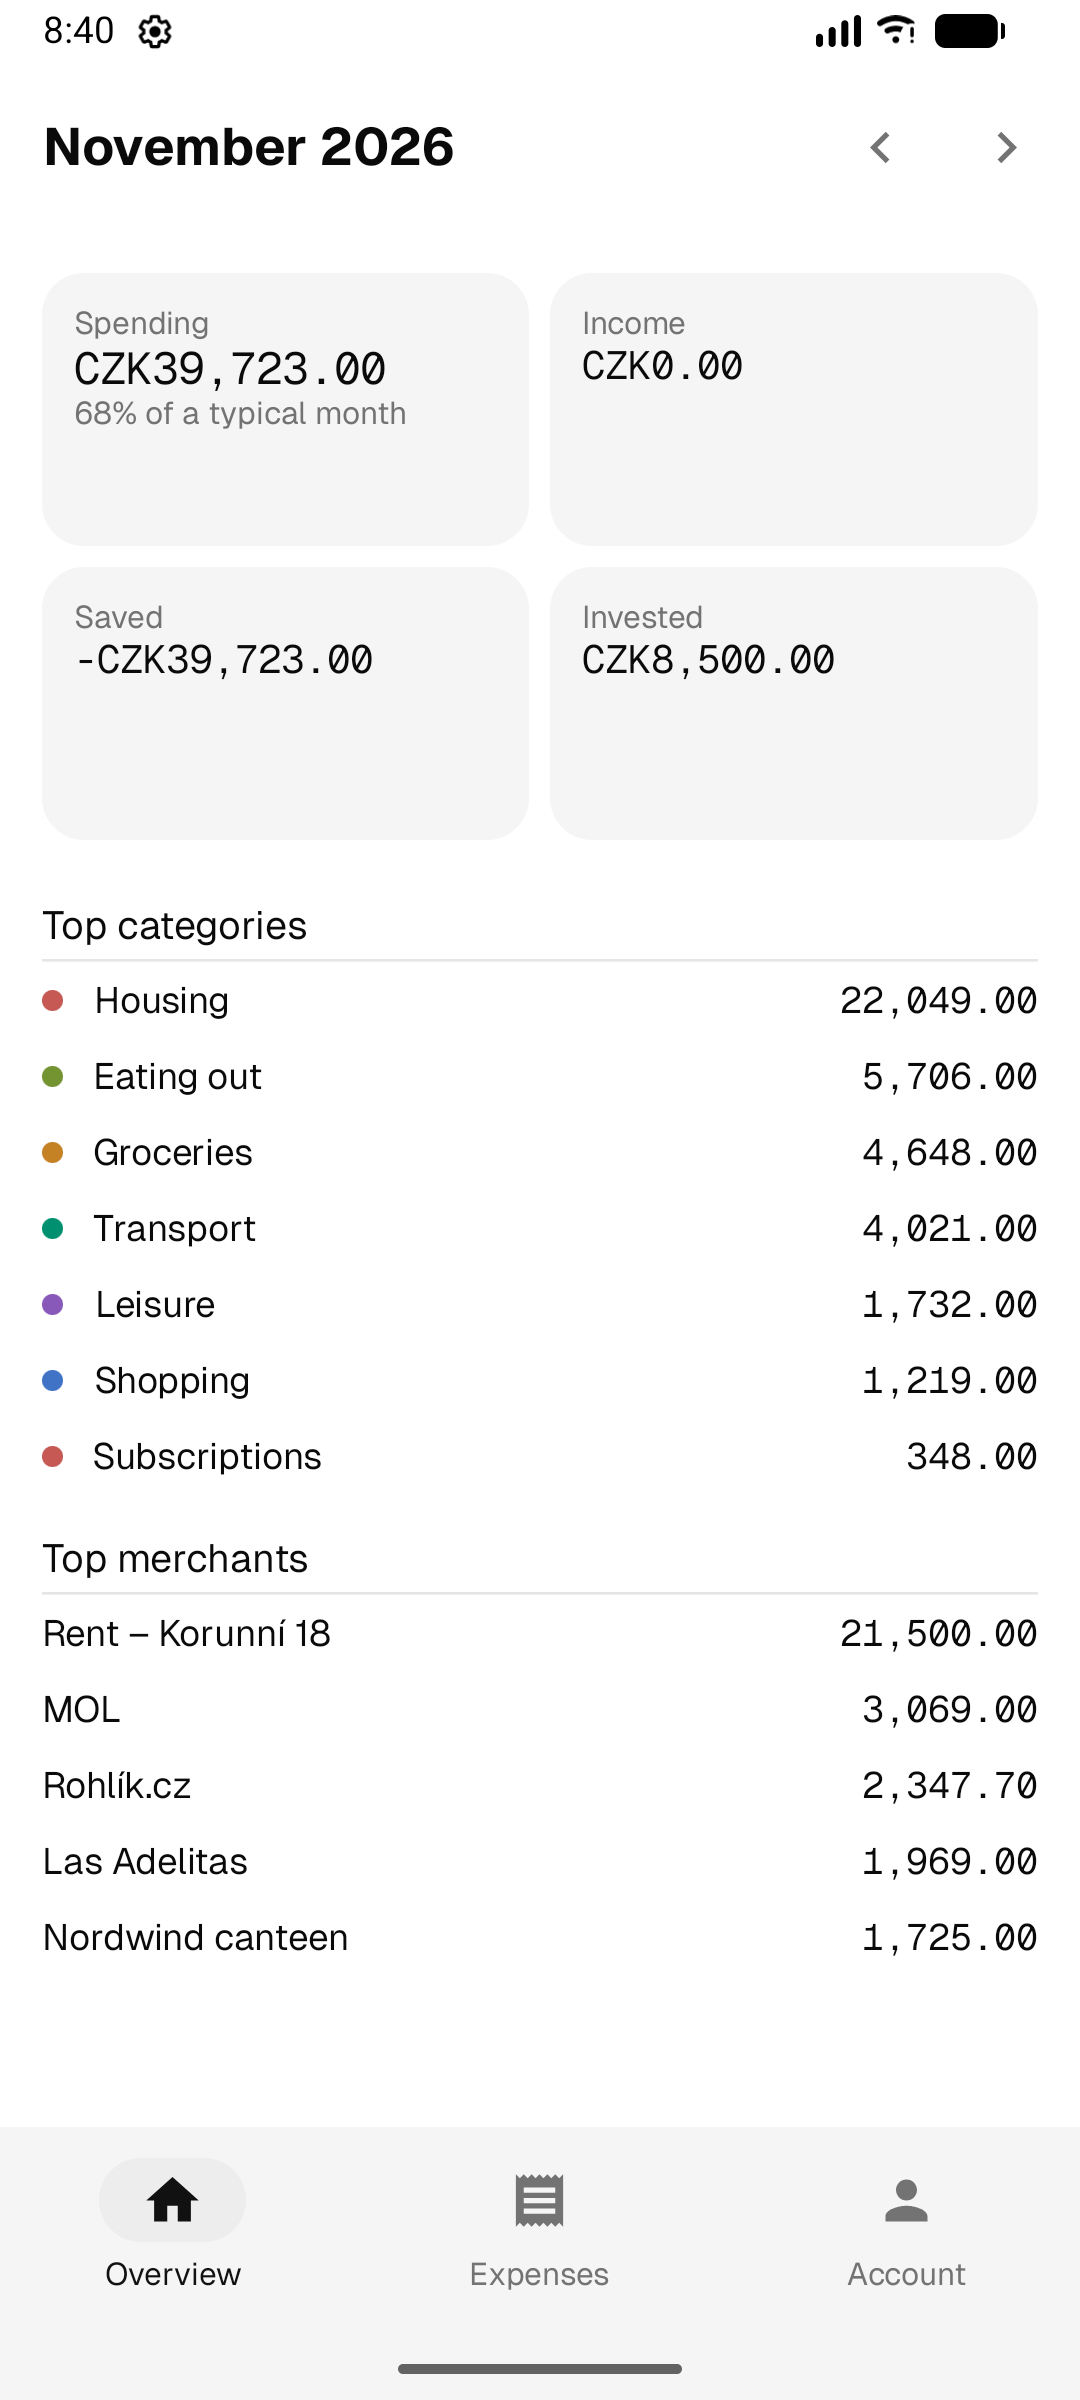 8:40
November 2026
Spending
CZK39,723.00
68% of a typical month
Income
CZK0.00
Saved
-CZK39,723.00
Invested
CZK8,500.00
Top categories
Housing 22,049.00
Eating out 5,706.00
Groceries 4,648.00
Transport 4,021.00
Leisure 1,732.00
Shopping 1,219.00
Subscriptions 348.00
Top merchants
Rent – Korunní 18 21,500.00
MOL 3,069.00
Rohlík.cz 2,347.70
Las Adelitas 1,969.00
Nordwind canteen 1,725.00
Overview Expenses Account